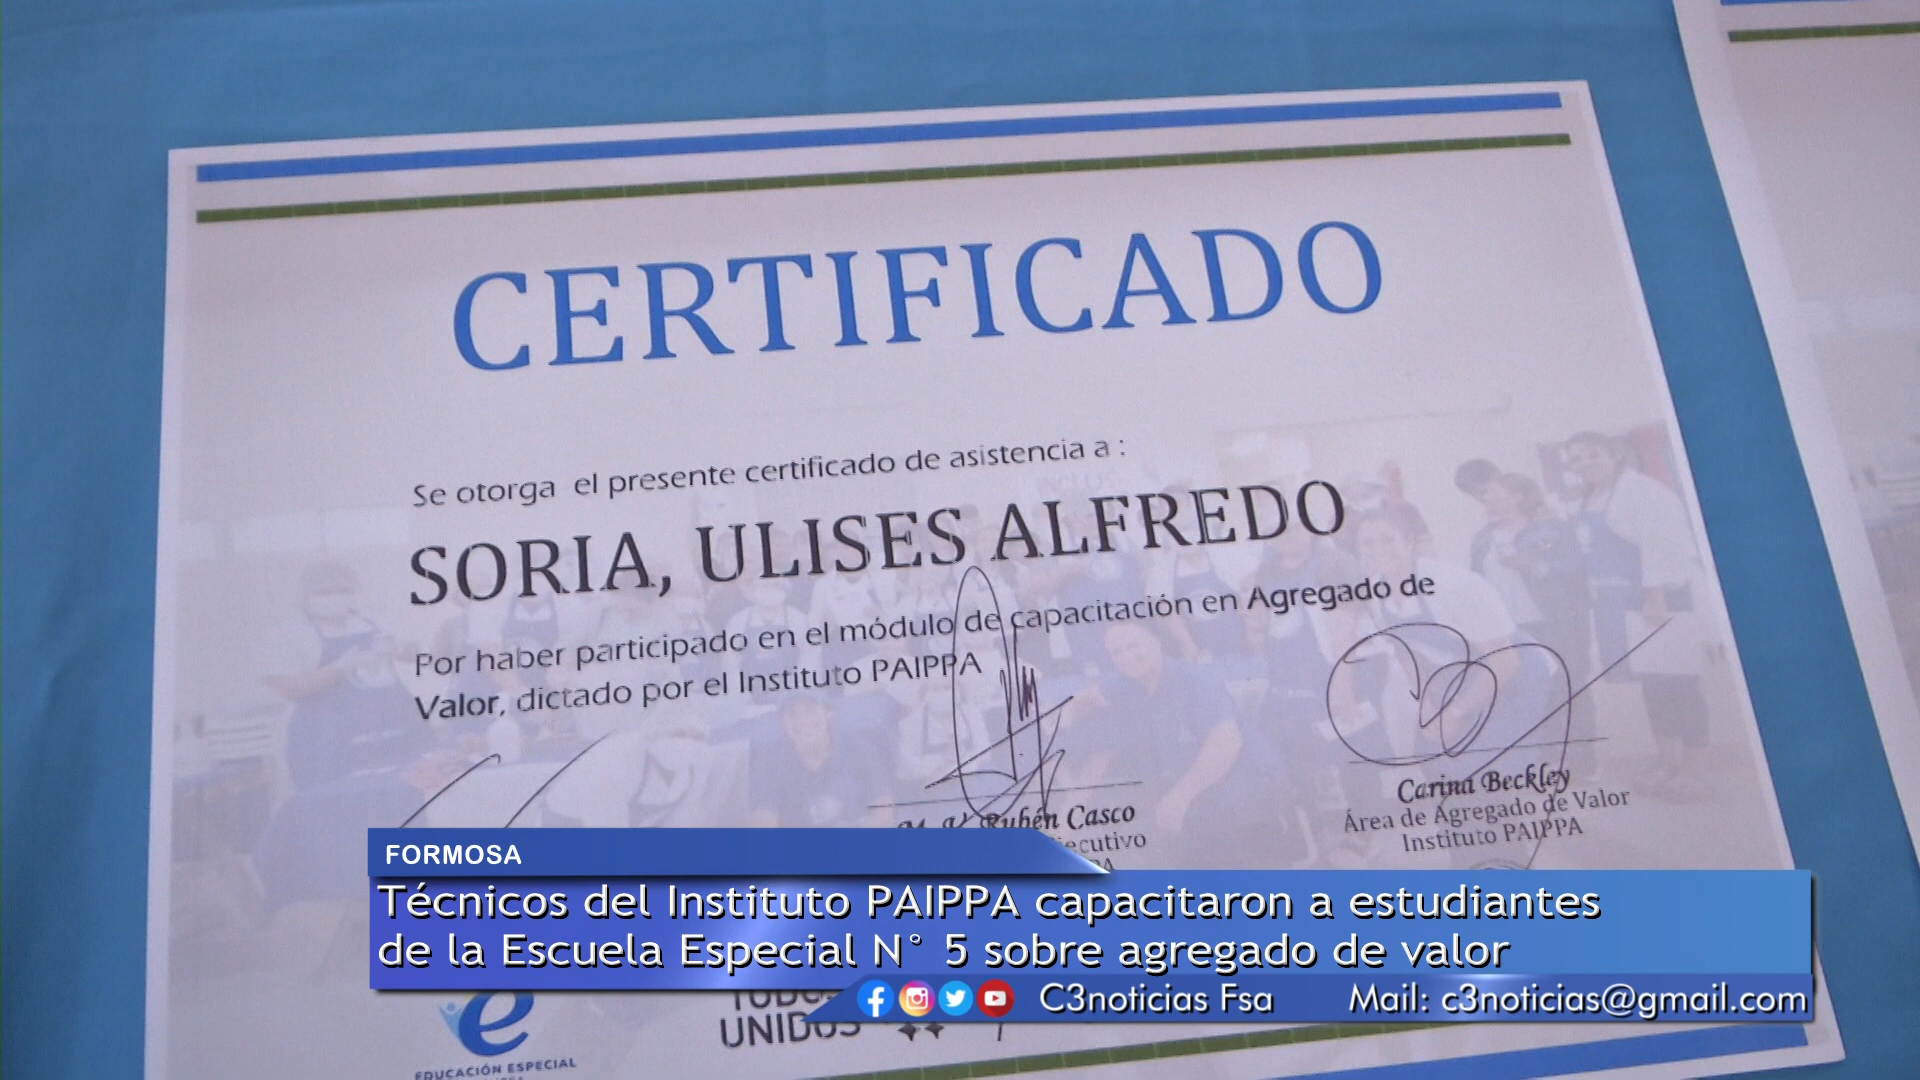 CERTIFICADO
Se otorga el presente certificado de asistencia a :
SORIA, ULISES ALFREDO
Por haber participado en el módulo de capacitación en Agregado de
Valor, dictado por el Instituto PAIPPA
Rubén Casco
Carina Beckley
Área de Agregado de Valor
Instituto PAIPPA
FORMOSA
Técnicos del Instituto PAIPPA capacitaron a estudiantes
de la Escuela Especial N° 5 sobre agregado de valor
C3noticias Fsa Mail: c3noticias@gmail.com
UNIDOS
EDUCACIÓN ESPECIAL